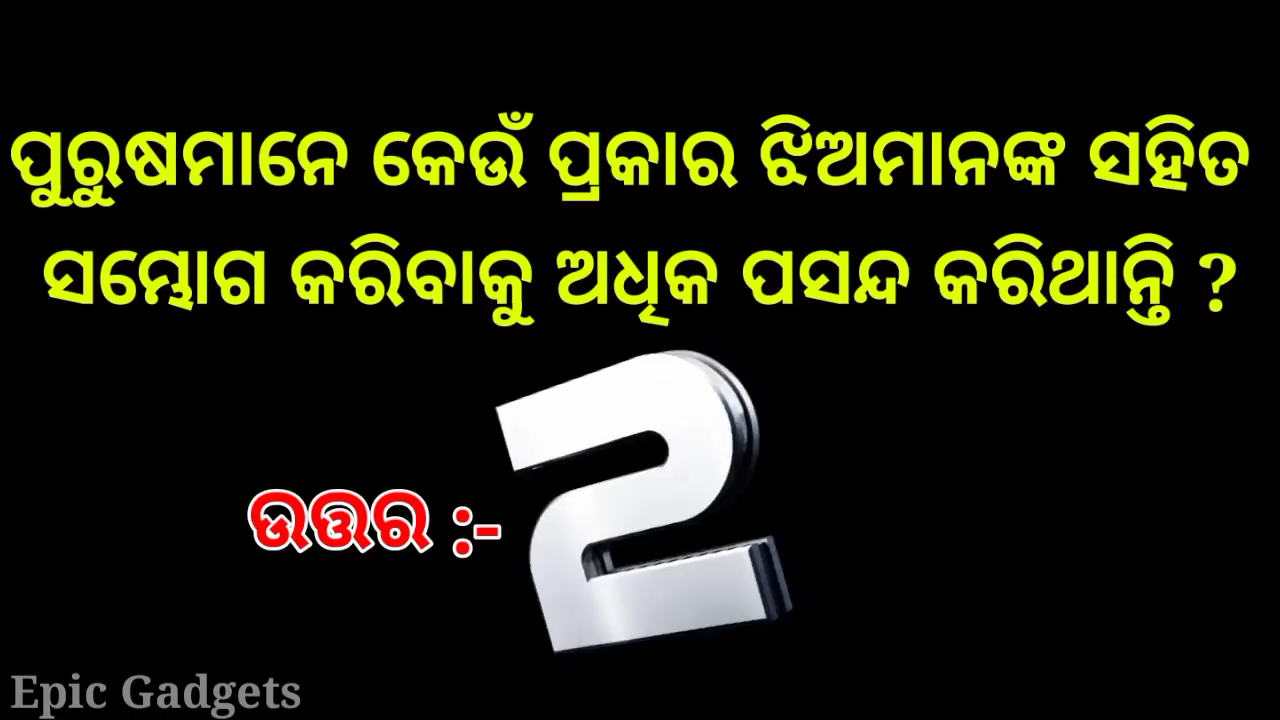 ପୁରୁଷମାନେ କେଉଁ ପ୍ରକାର ଝିଅମାନଙ୍କ ସହିତ
ସମ୍ଭୋଗ କରିବାକୁ ଅଧିକ ପସନ୍ଦ କରିଥାନ୍ତି ?
ଉତ୍ତର :- 2
Epic Gadgets